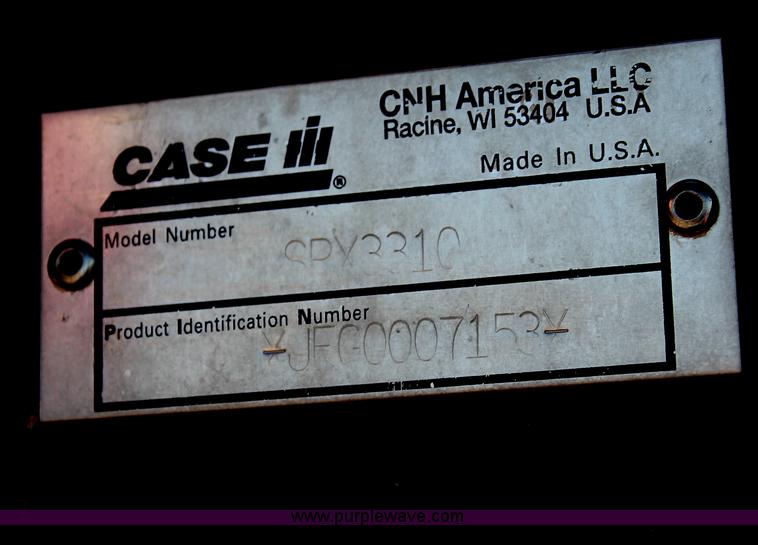 CASE III
®
CNH America LLC
Racine, WI 53404 U.S.A
Made In U.S.A.
Model Number
SPX3310
Product Identification Number
*JFG0007153*
www.purplewave.com